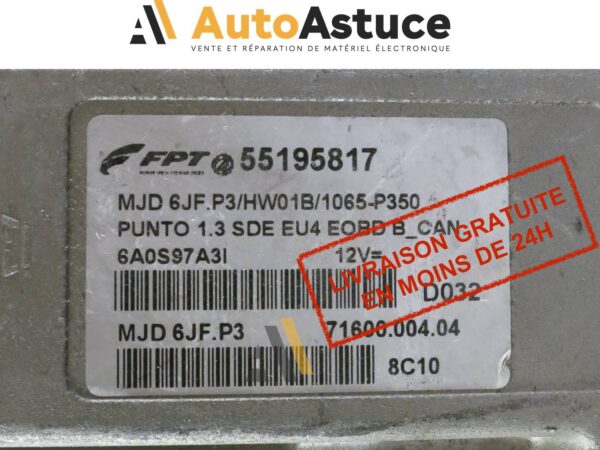 AutoAstuce
VENTE ET RÉPARATION DE MATÉRIEL ÉLECTRONIQUE
FPT 55195817
MJD 6JF.P3/HW01B/1065-P350
PUNTO 1.3 SDE EU4 EOBD B_CAN
6A0S97A3I 12V=
D032
MJD 6JF.P3 71600.004.04
8C10
LIVRAISON GRATUITE
EN MOINS DE 24H